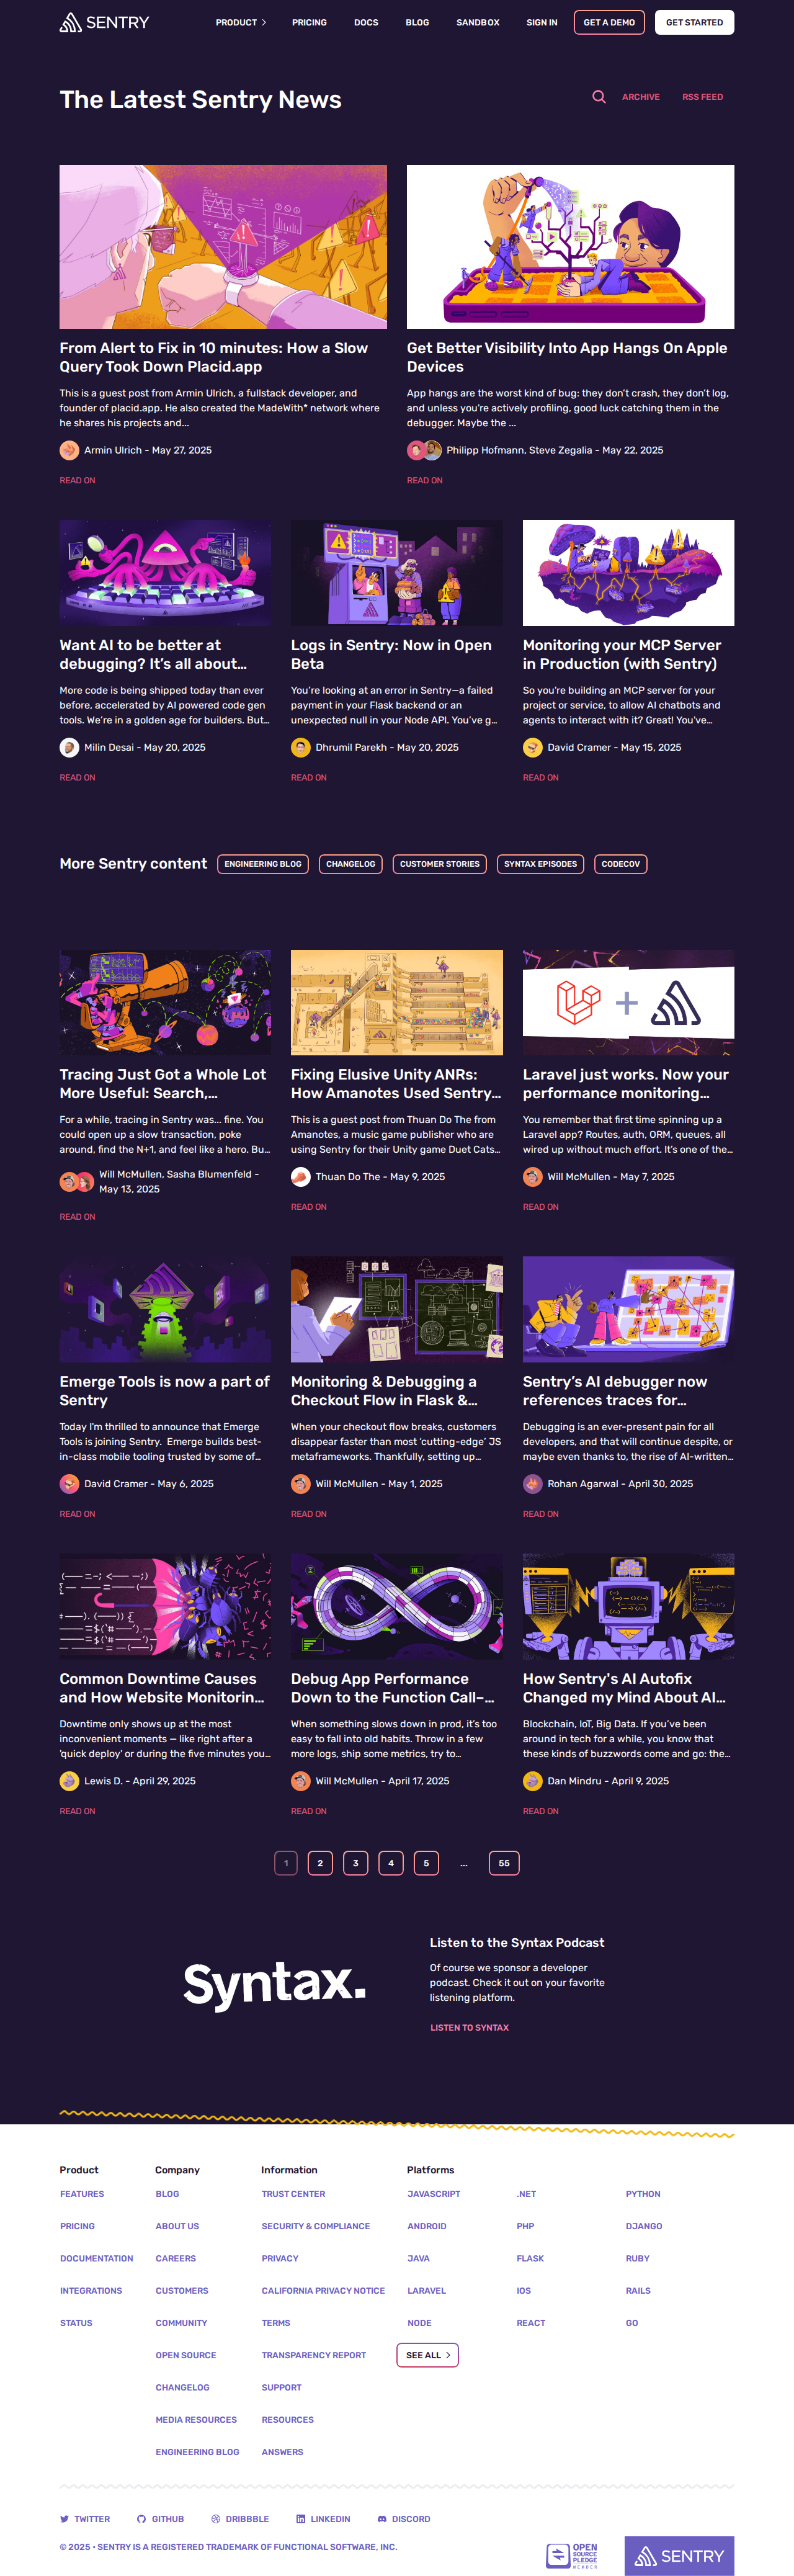 SENTRY
PRODUCT
PRICING
DOCS
BLOG
SANDBOX
SIGN IN
GET A DEMO
GET STARTED
The Latest Sentry News
ARCHIVE
RSS FEED
From Alert to Fix in 10 minutes: How a Slow
Query Took Down Placid.app
This is a guest post from Armin Ulrich, a fullstack developer, and
founder of placid.app. He also created the MadeWith* network where
he shares his projects and...
Armin Ulrich - May 27, 2025
READ ON
Get Better Visibility Into App Hangs On Apple
Devices
App hangs are the worst kind of bug: they don’t crash, they don’t log,
and unless you're actively profiling, good luck catching them in the
debugger. Maybe the ...
Philipp Hofmann, Steve Zegalia - May 22, 2025
READ ON
Want AI to be better at
debugging? It’s all about…
More code is being shipped today than ever
before, accelerated by AI powered code gen
tools. We’re in a golden age for builders. But…
Milin Desai - May 20, 2025
READ ON
Logs in Sentry: Now in Open
Beta
You’re looking at an error in Sentry—a failed
payment in your Flask backend or an
unexpected null in your Node API. You’ve g…
Dhrumil Parekh - May 20, 2025
READ ON
Monitoring your MCP Server
in Production (with Sentry)
So you're building an MCP server for your
project or service, to allow AI chatbots and
agents to interact with it? Great! You've…
David Cramer - May 15, 2025
READ ON
More Sentry content
ENGINEERING BLOG
CHANGELOG
CUSTOMER STORIES
SYNTAX EPISODES
CODECOV
Tracing Just Got a Whole Lot
More Useful: Search,…
For a while, tracing in Sentry was... fine. You
could open up a slow transaction, poke
around, find the N+1, and feel like a hero. Bu…
Will McMullen, Sasha Blumenfeld -
May 13, 2025
READ ON
Fixing Elusive Unity ANRs:
How Amanotes Used Sentry…
This is a guest post from Thuan Do The from
Amanotes, a music game publisher who are
using Sentry for their Unity game Duet Cats…
Thuan Do The - May 9, 2025
READ ON
Laravel just works. Now your
performance monitoring…
You remember that first time spinning up a
Laravel app? Routes, auth, ORM, queues, all
wired up without much effort. It’s one of the…
Will McMullen - May 7, 2025
READ ON
Emerge Tools is now a part of
Sentry
Today I'm thrilled to announce that Emerge
Tools is joining Sentry.  Emerge builds best-
in-class mobile tooling trusted by some of…
David Cramer - May 6, 2025
READ ON
Monitoring & Debugging a
Checkout Flow in Flask &…
When your checkout flow breaks, customers
disappear faster than most ‘cutting-edge’ JS
metaframeworks. Thankfully, setting up…
Will McMullen - May 1, 2025
READ ON
Sentry’s AI debugger now
references traces for…
Debugging is an ever-present pain for all
developers, and that will continue despite, or
maybe even thanks to, the rise of AI-written…
Rohan Agarwal - April 30, 2025
READ ON
Common Downtime Causes
and How Website Monitorin…
Downtime only shows up at the most
inconvenient moments — like right after a
'quick deploy' or during the five minutes you…
Lewis D. - April 29, 2025
READ ON
Debug App Performance
Down to the Function Call–…
When something slows down in prod, it’s too
easy to fall into old habits. Throw in a few
more logs, ship some metrics, try to…
Will McMullen - April 17, 2025
READ ON
How Sentry's AI Autofix
Changed my Mind About AI…
Blockchain, IoT, Big Data. If you’ve been
around in tech for a while, you know that
these kinds of buzzwords come and go: the…
Dan Mindru - April 9, 2025
READ ON
1 2 3 4 5 ... 55
Syntax.
Listen to the Syntax Podcast
Of course we sponsor a developer
podcast. Check it out on your favorite
listening platform.
LISTEN TO SYNTAX
Product
FEATURES
PRICING
DOCUMENTATION
INTEGRATIONS
STATUS
Company
BLOG
ABOUT US
CAREERS
CUSTOMERS
COMMUNITY
OPEN SOURCE
CHANGELOG
MEDIA RESOURCES
ENGINEERING BLOG
Information
TRUST CENTER
SECURITY & COMPLIANCE
PRIVACY
CALIFORNIA PRIVACY NOTICE
TERMS
TRANSPARENCY REPORT
SUPPORT
RESOURCES
ANSWERS
Platforms
JAVASCRIPT
ANDROID
JAVA
LARAVEL
NODE
.NET
PHP
FLASK
IOS
REACT
PYTHON
DJANGO
RUBY
RAILS
GO
SEE ALL
TWITTER
GITHUB
DRIBBBLE
LINKEDIN
DISCORD
© 2025 • SENTRY IS A REGISTERED TRADEMARK OF FUNCTIONAL SOFTWARE, INC.
OPEN
SOURCE
PLEDGE
MEMBER
SENTRY